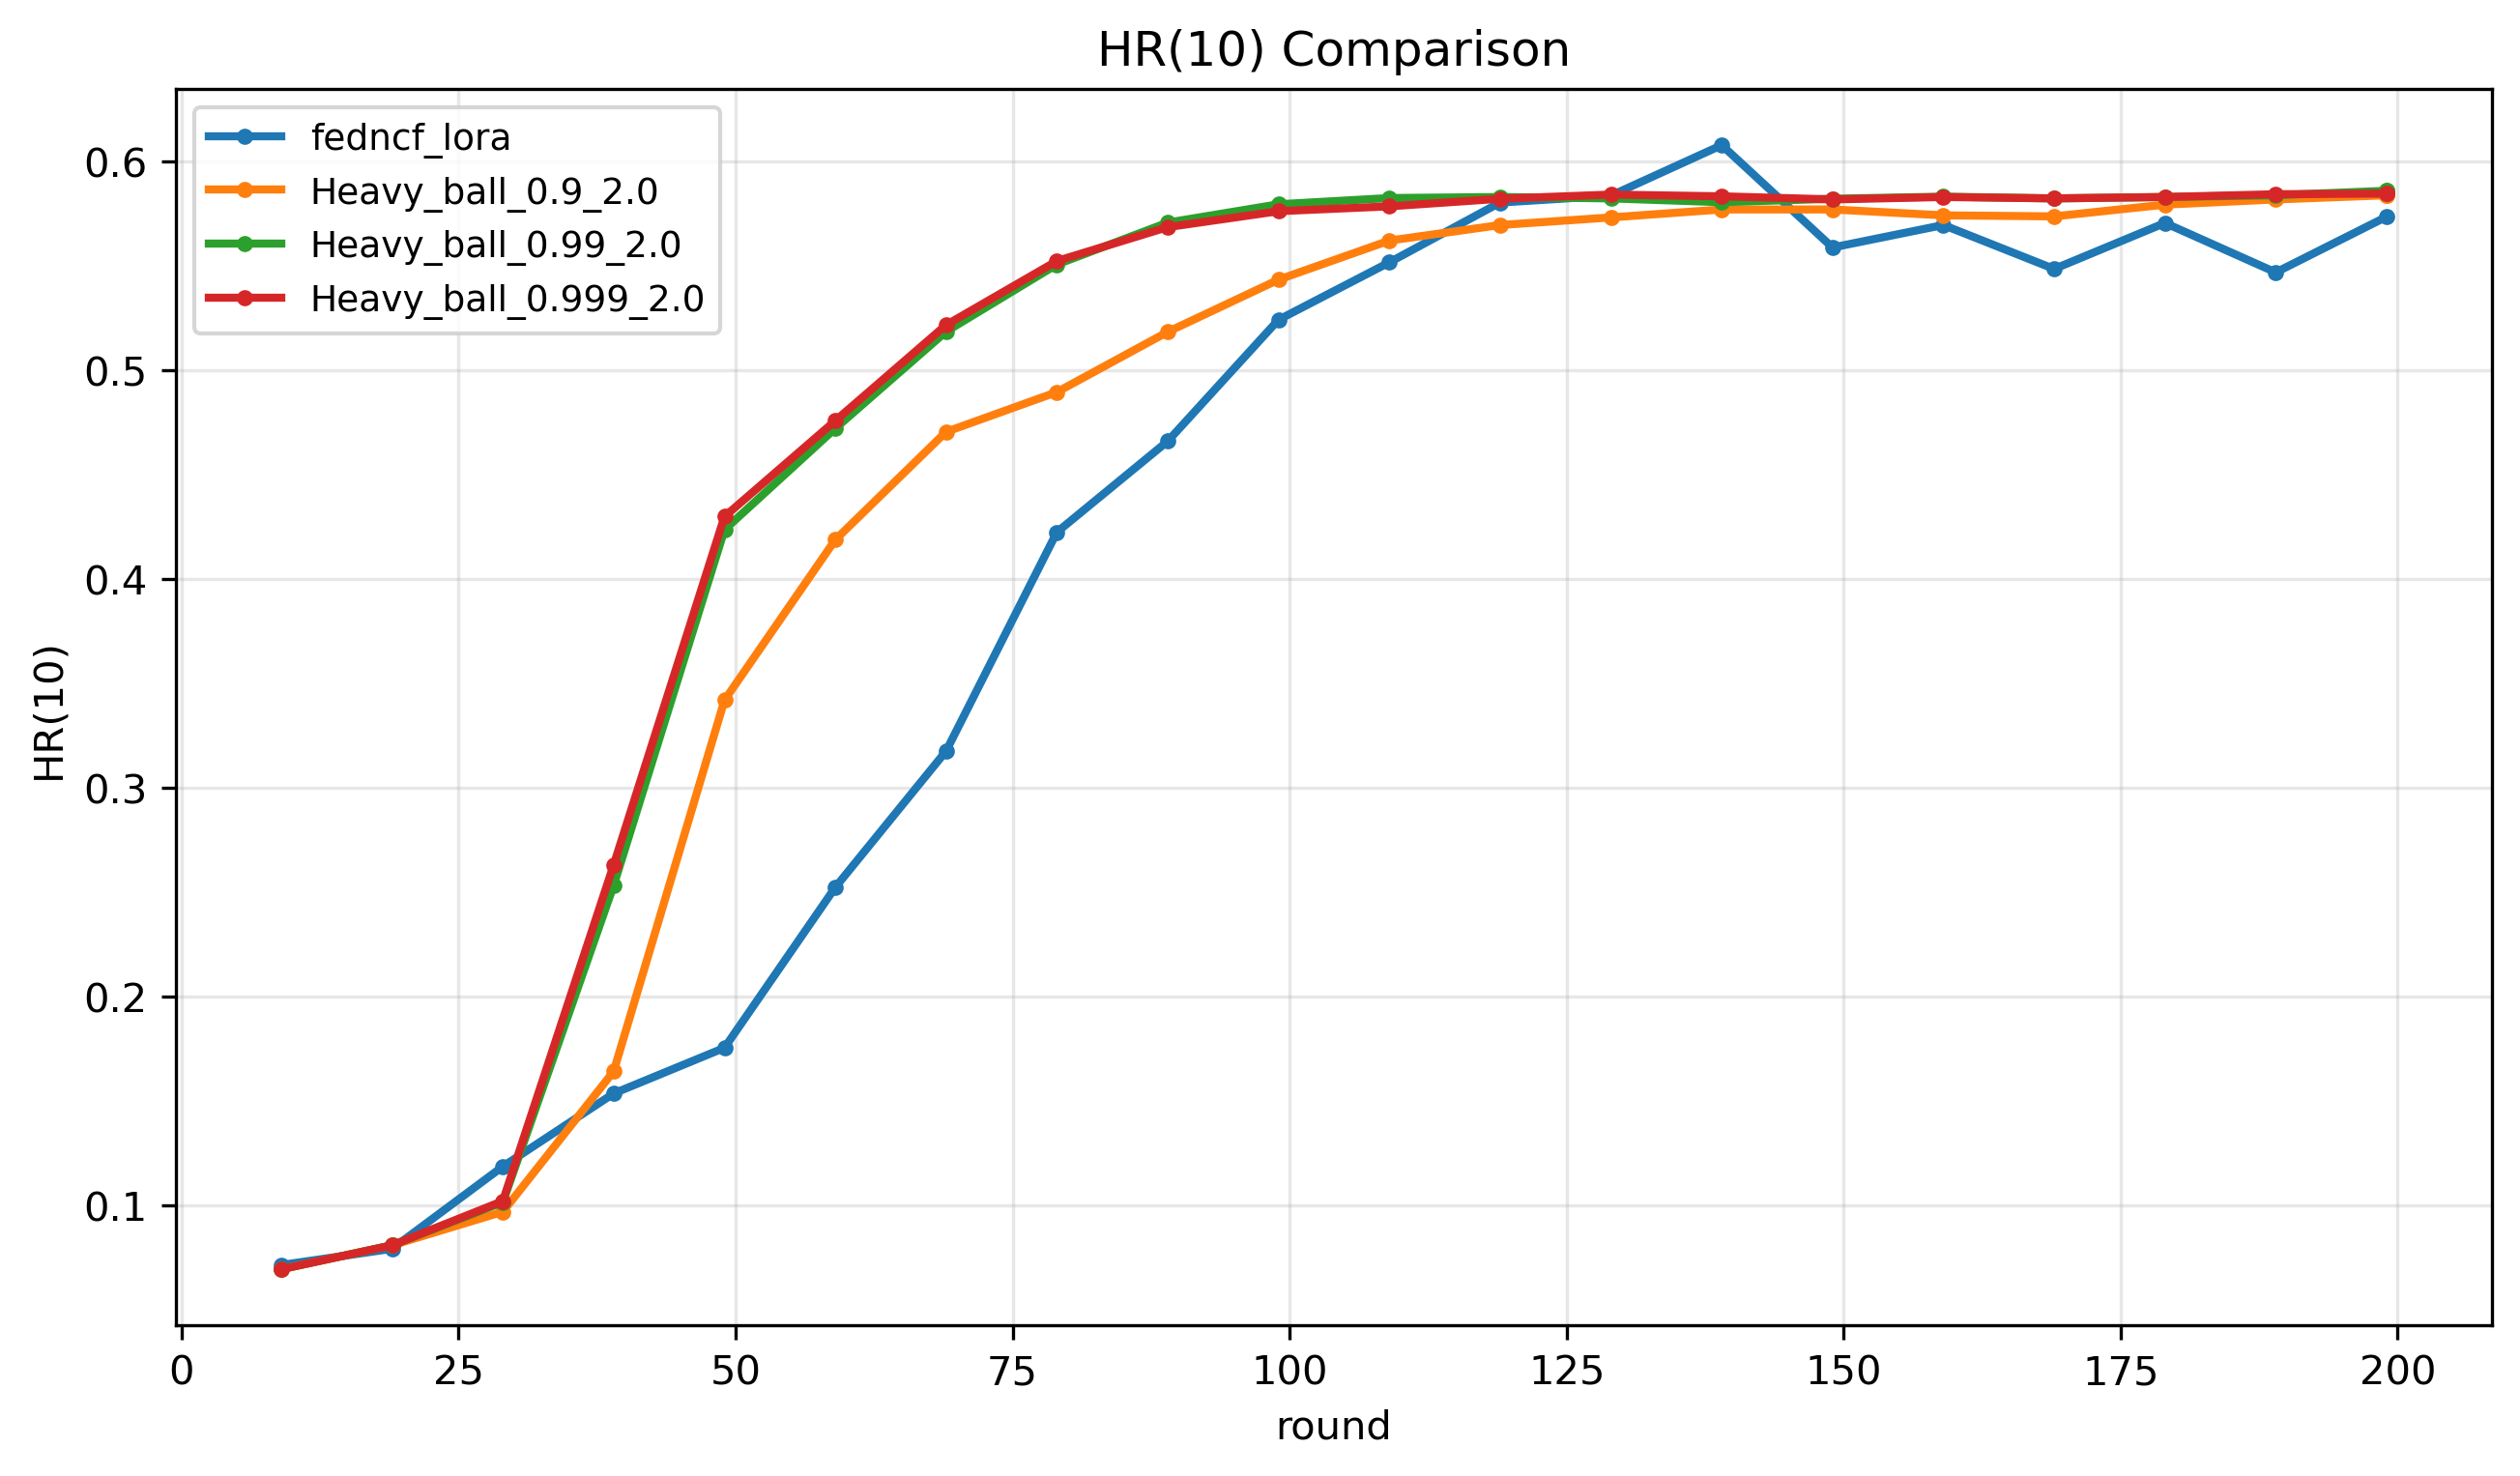 HR(10) Comparison
fedncf_lora
Heavy_ball_0.9_2.0
Heavy_ball_0.99_2.0
Heavy_ball_0.999_2.0
0.6
0.5
0.4
0.3
0.2
0.1
HR(10)
0 25 50 75 100 125 150 175 200
round